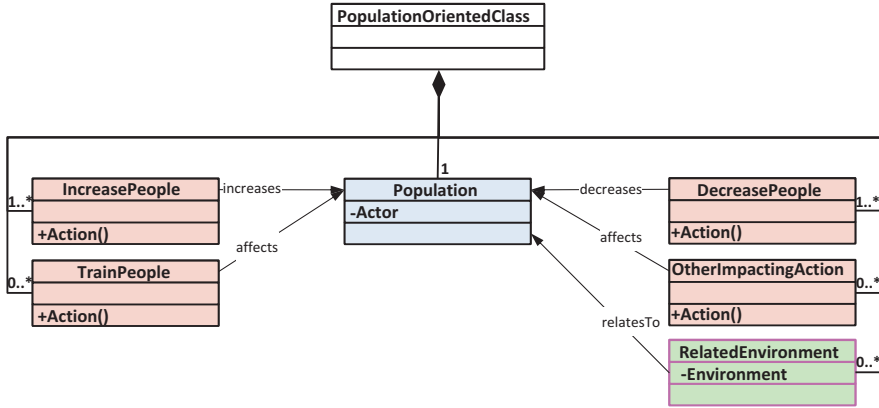 PopulationOrientedClass
1
IncreasePeople
increases
Population
decreases
DecreasePeople
1..*
-Actor
1..*
+Action()
affects
affects
+Action()
TrainPeople
OtherImpactingAction
0..*
0..*
+Action()
relatesTo
+Action()
RelatedEnvironment
-Environment
0..*